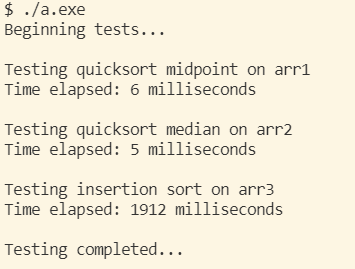 $ ./a.exe
Beginning tests...
Testing quicksort midpoint on arr1
Time elapsed: 6 milliseconds
Testing quicksort median on arr2
Time elapsed: 5 milliseconds
Testing insertion sort on arr3
Time elapsed: 1912 milliseconds
Testing completed...